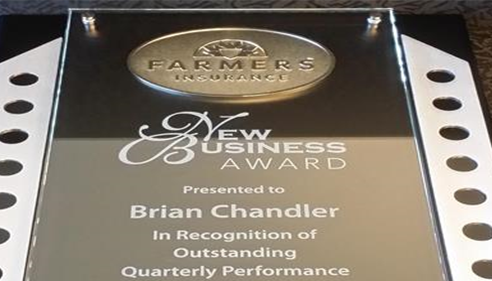 FARMERS
INSURANCE
New
Business
AWARD
Presented to
Brian Chandler
In Recognition of
Outstanding
Quarterly Performance